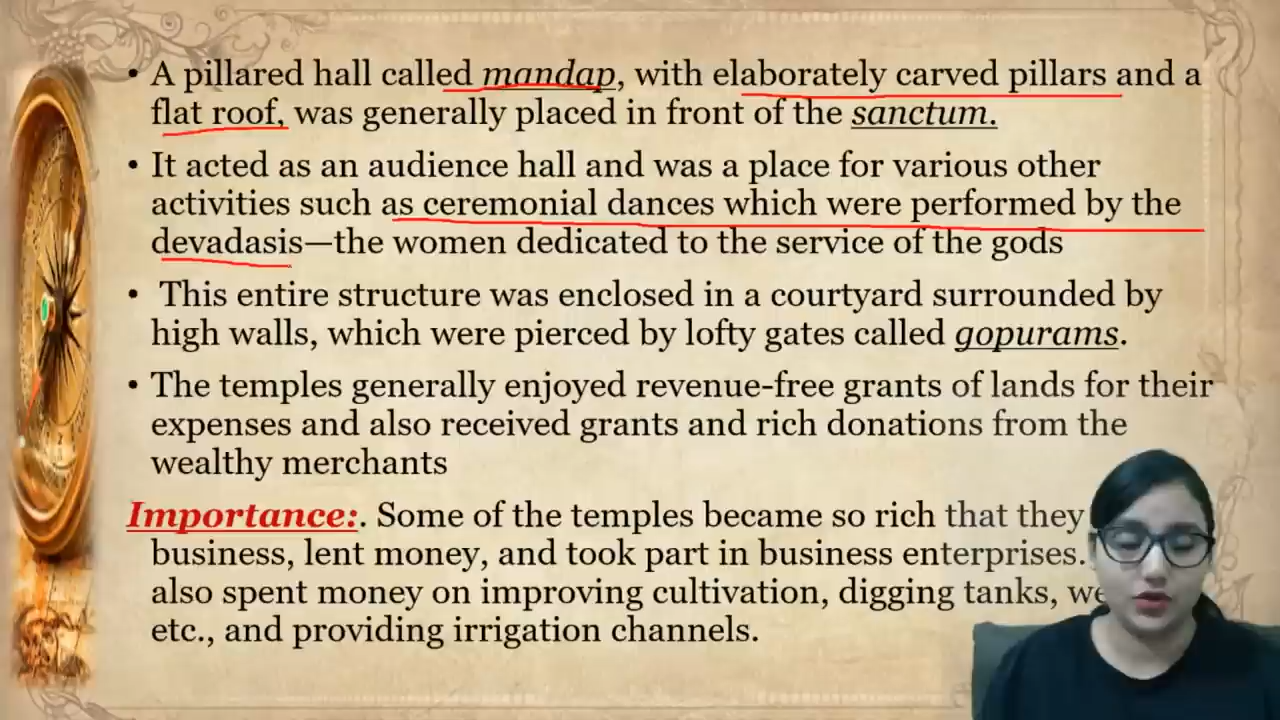 • A pillared hall called mandap, with elaborately carved pillars and a
flat roof, was generally placed in front of the sanctum.
• It acted as an audience hall and was a place for various other
activities such as ceremonial dances which were performed by the
devadasis—the women dedicated to the service of the gods
• This entire structure was enclosed in a courtyard surrounded by
high walls, which were pierced by lofty gates called gopurams.
• The temples generally enjoyed revenue-free grants of lands for their
expenses and also received grants and rich donations from the
wealthy merchants
Importance:. Some of the temples became so rich that they
business, lent money, and took part in business enterprises.
also spent money on improving cultivation, digging tanks,
etc., and providing irrigation channels.